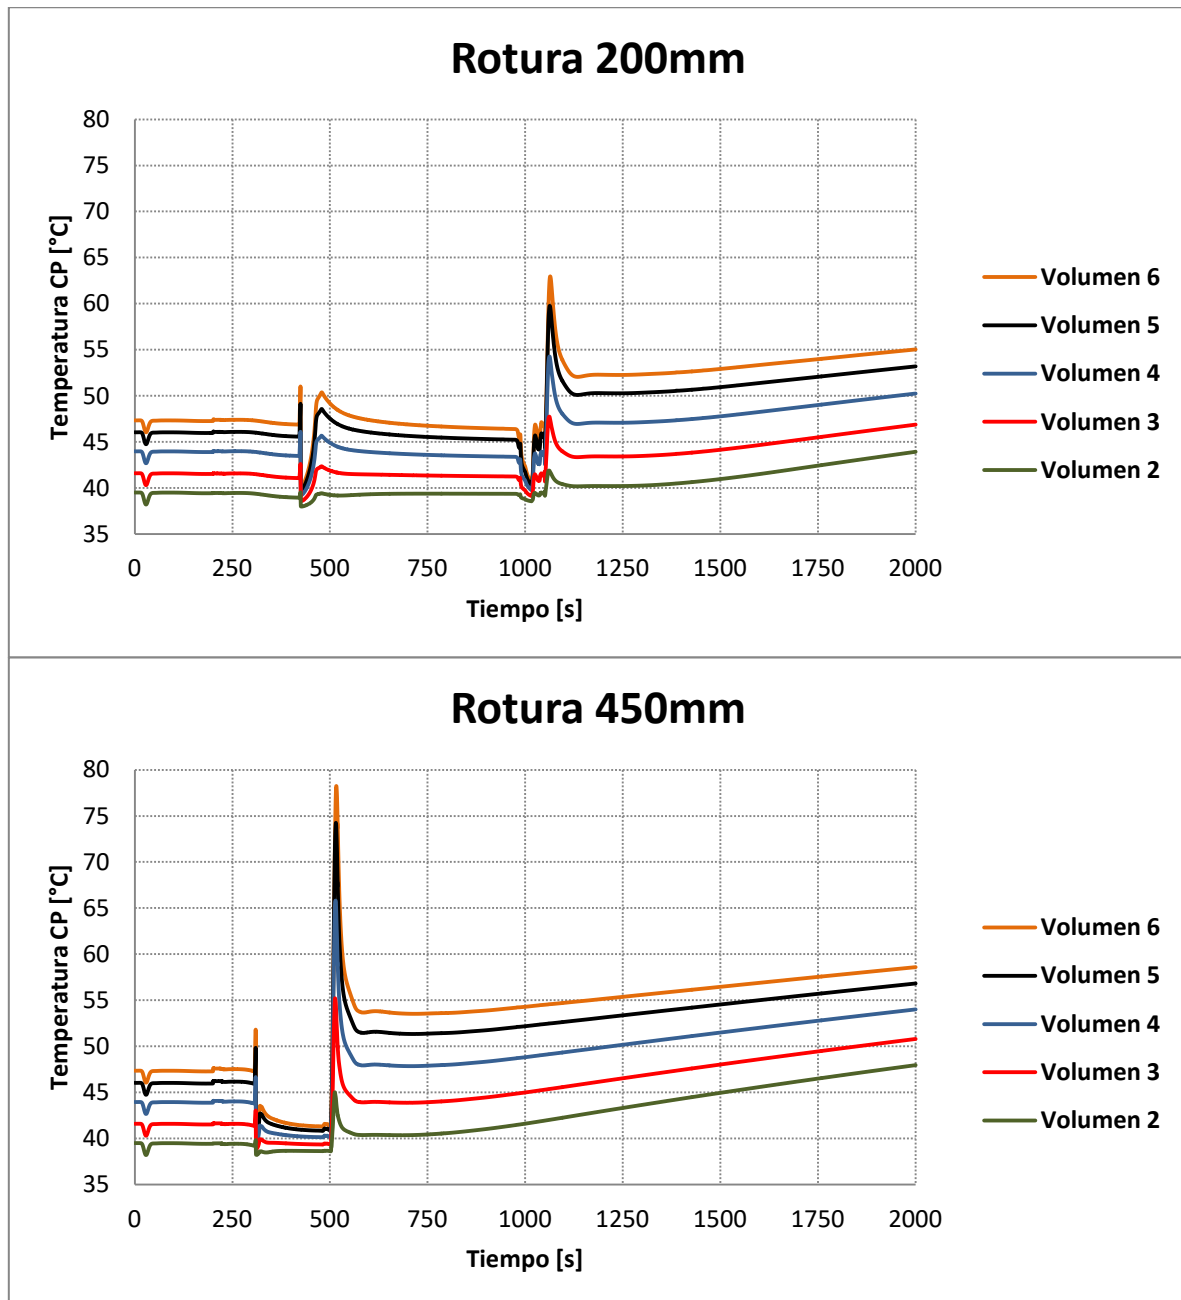 Rotura 200mm
Temperatura CP [°C]
80
75
70
65
60
55
50
45
40
35
0 250 500 750 1000 1250 1500 1750 2000
Tiempo [s]
Volumen 6
Volumen 5
Volumen 4
Volumen 3
Volumen 2
Rotura 450mm
Temperatura CP [°C]
80
75
70
65
60
55
50
45
40
35
0 250 500 750 1000 1250 1500 1750 2000
Tiempo [s]
Volumen 6
Volumen 5
Volumen 4
Volumen 3
Volumen 2